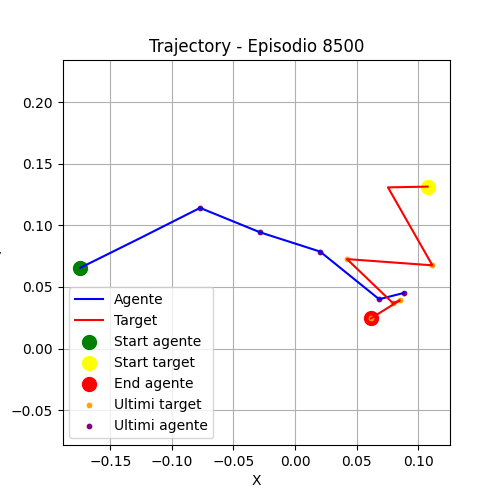 Trajectory - Episodio 8500
0.20
0.15
0.10
0.05
0.00
−0.05
−0.15
−0.10
−0.05
0.00
0.05
0.10
X
Agente
Target
Start agente
Start target
End agente
Ultimi target
Ultimi agente